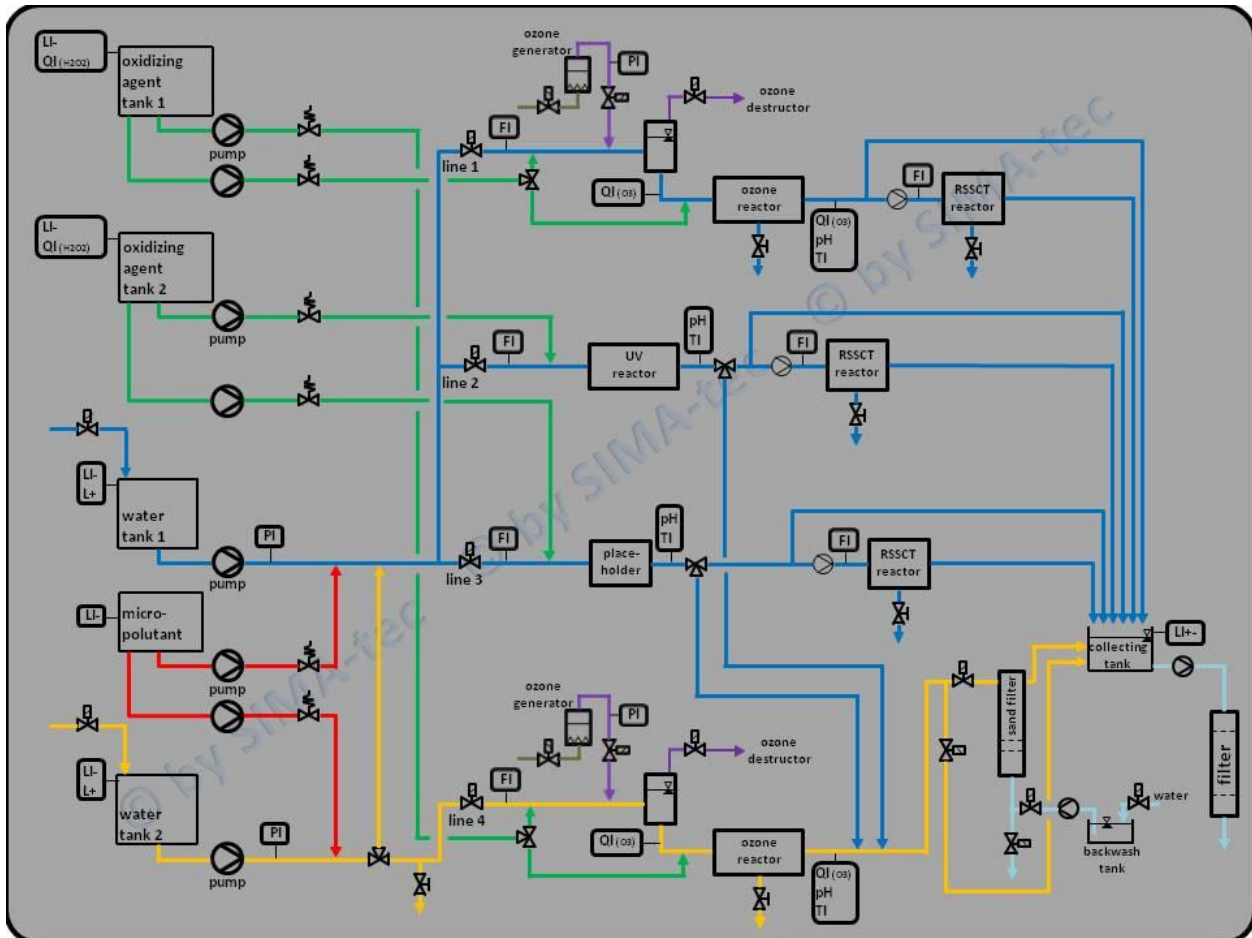 LI-
QI (H2O2)
oxidizing
agent
tank 1
pump
LI-
QI (H2O2)
oxidizing
agent
tank 2
pump
LI-
L+
water
tank 1
pump
PI
LI-
micro-
polutant
pump
LI-
L+
water
tank 2
pump
PI
ozone
generator
PI
ozone
destructor
FI
line 1
QI (O3)
ozone
reactor
QI (O3)
pH
TI
FI
RSSCT
reactor
FI
line 2
UV
reactor
pH
TI
FI
RSSCT
reactor
FI
line 3
place-
holder
pH
TI
FI
RSSCT
reactor
ozone
generator
PI
ozone
destructor
FI
line 4
QI (O3)
ozone
reactor
QI (O3)
pH
TI
LI+-
collecting
tank
sand filter
filter
water
backwash
tank
© by SIMA-tec
© by SIMA-tec
© by SIMA-tec